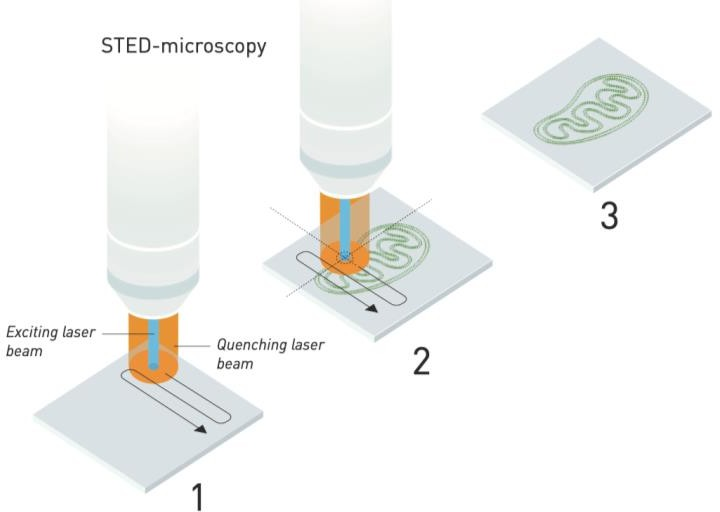 STED-microscopy
3
2
Exciting laser
beam
Quenching laser
beam
1